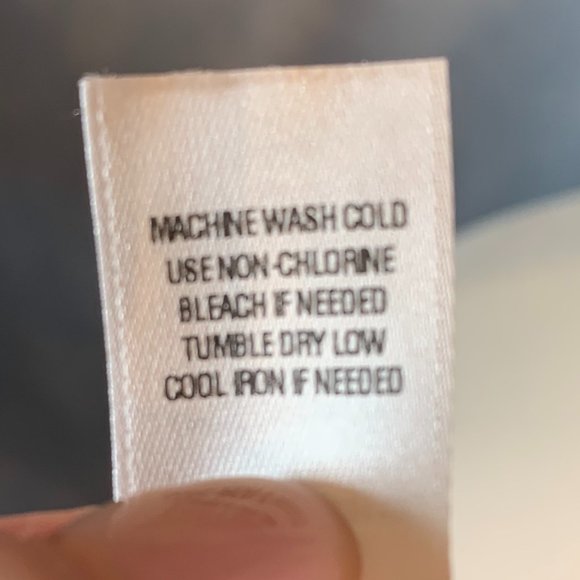 MACHINE WASH COLD
USE NON-CHLORINE
BLEACH IF NEEDED
TUMBLE DRY LOW
COOL IRON IF NEEDED